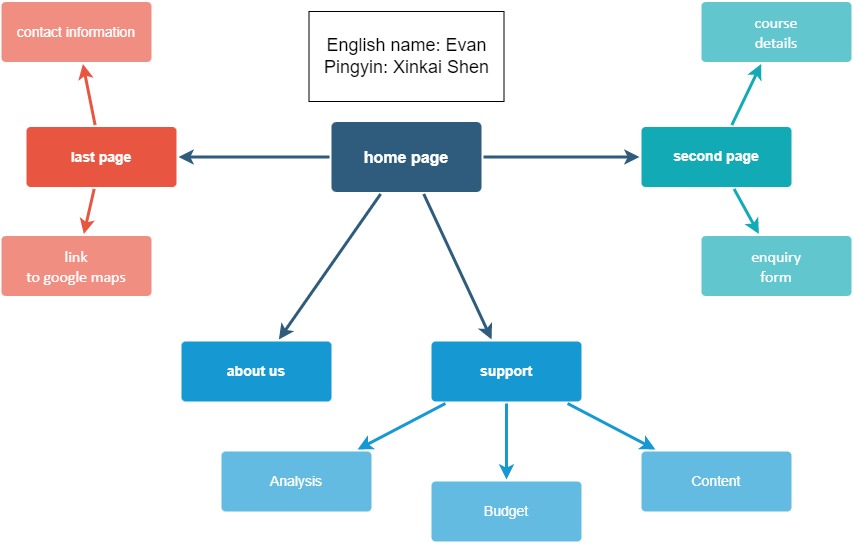 contact information
English name: Evan
Pingyin: Xinkai Shen
course
details
last page
home page
second page
link
to google maps
enquiry
form
about us
support
Analysis
Budget
Content